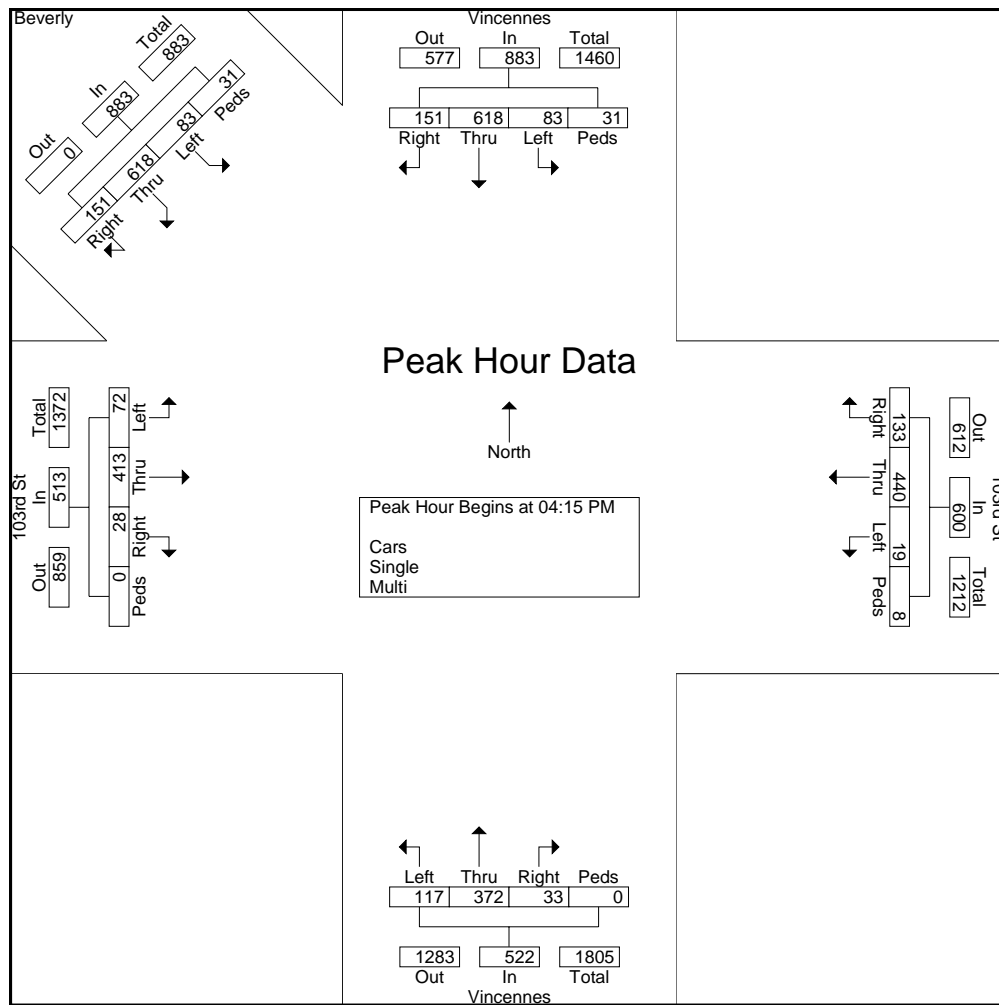 Beverly
Out In Total
0 883 883
151 618 83 31
Right Thru Left Peds
Vincennes
Out In Total
577 883 1460
151 618 83 31
Right Thru Left Peds
Peak Hour Data
North
Peak Hour Begins at 04:15 PM
Cars
Single
Multi
103rd St
Out In Total
859 513 1372
0 28 413 72
Peds Right Thru Left
103rd St
Out In Total
612 600 1212
133 440 19 8
Right Thru Left Peds
Left Thru Right Peds
117 372 33 0
1283 522 1805
Out In Total
Vincennes